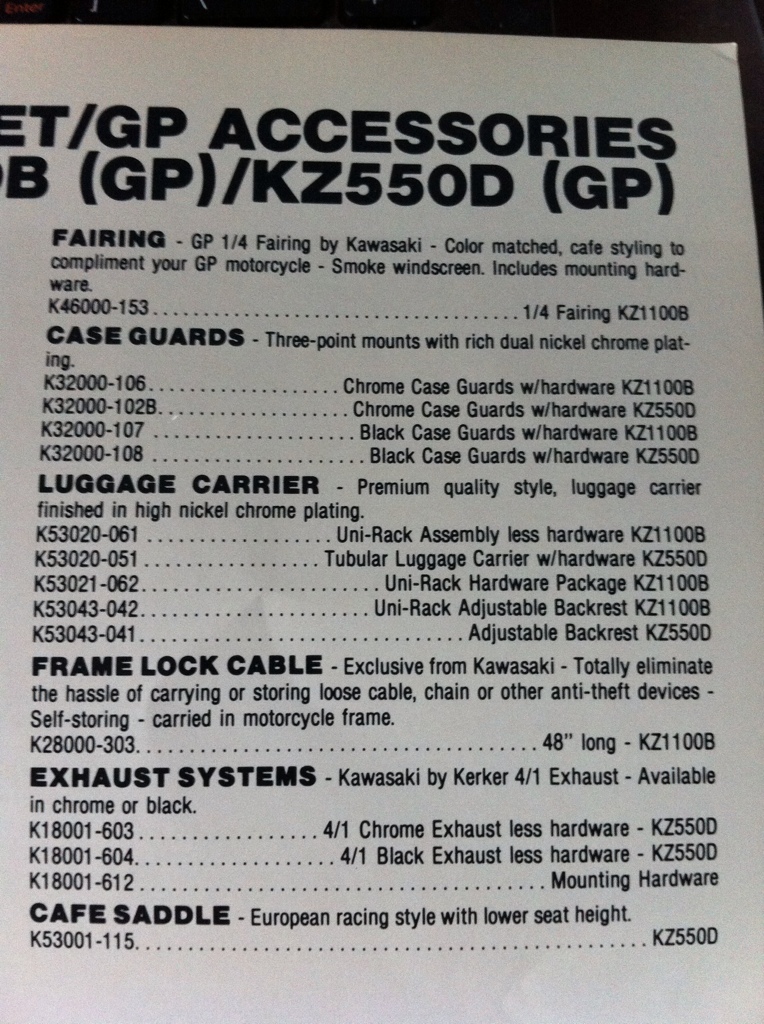 Enter
ET/GP ACCESSORIES
B (GP)/KZ550D (GP)
FAIRING - GP 1/4 Fairing by Kawasaki - Color matched, cafe styling to
compliment your GP motorcycle - Smoke windscreen. Includes mounting hard-
ware.
K46000-153........................................1/4 Fairing KZ1100B
CASE GUARDS - Three-point mounts with rich dual nickel chrome plat-
ing.
K32000-106...................Chrome Case Guards w/hardware KZ1100B
K32000-102B...................Chrome Case Guards w/hardware KZ550D
K32000-107 ....................Black Case Guards w/hardware KZ1100B
K32000-108 .....................Black Case Guards w/hardware KZ550D
LUGGAGE CARRIER - Premium quality style, luggage carrier
finished in high nickel chrome plating.
K53020-061 ..................Uni-Rack Assembly less hardware KZ1100B
K53020-051 .................Tubular Luggage Carrier w/hardware KZ550D
K53021-062........................Uni-Rack Hardware Package KZ1100B
K53043-042.......................Uni-Rack Adjustable Backrest KZ1100B
K53043-041................................Adjustable Backrest KZ550D
FRAME LOCK CABLE - Exclusive from Kawasaki - Totally eliminate
the hassle of carrying or storing loose cable, chain or other anti-theft devices -
Self-storing - carried in motorcycle frame.
K28000-303.......................................48" long - KZ1100B
EXHAUST SYSTEMS - Kawasaki by Kerker 4/1 Exhaust - Available
in chrome or black.
K18001-603.................4/1 Chrome Exhaust less hardware - KZ550D
K18001-604...................4/1 Black Exhaust less hardware - KZ550D
K18001-612.......................................Mounting Hardware
CAFE SADDLE - European racing style with lower seat height.
K53001-115.................................................KZ550D